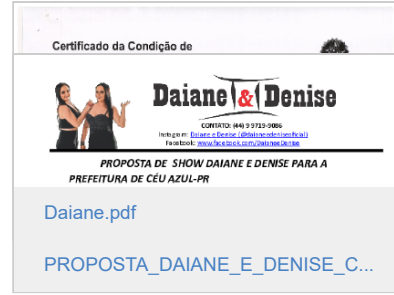 Certificado da Condição de
Daiane & Denise
CONTATO: (44) 9 9719-9086
Instagram: Daiane e Denise (@daianeedeniseoficial)
Facebook: www.facebook.com/DaianeeDenise
PROPOSTA DE SHOW DAIANE E DENISE PARA A
PREFEITURA DE CÉU AZUL-PR
Daiane.pdf
PROPOSTA_DAIANE_E_DENISE_C...